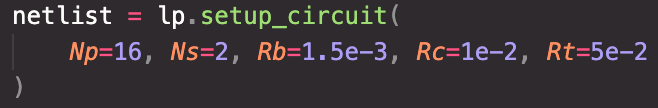 netlist = lp.setup_circuit(
Np=16, Ns=2, Rb=1.5e-3, Rc=1e-2, Rt=5e-2
)